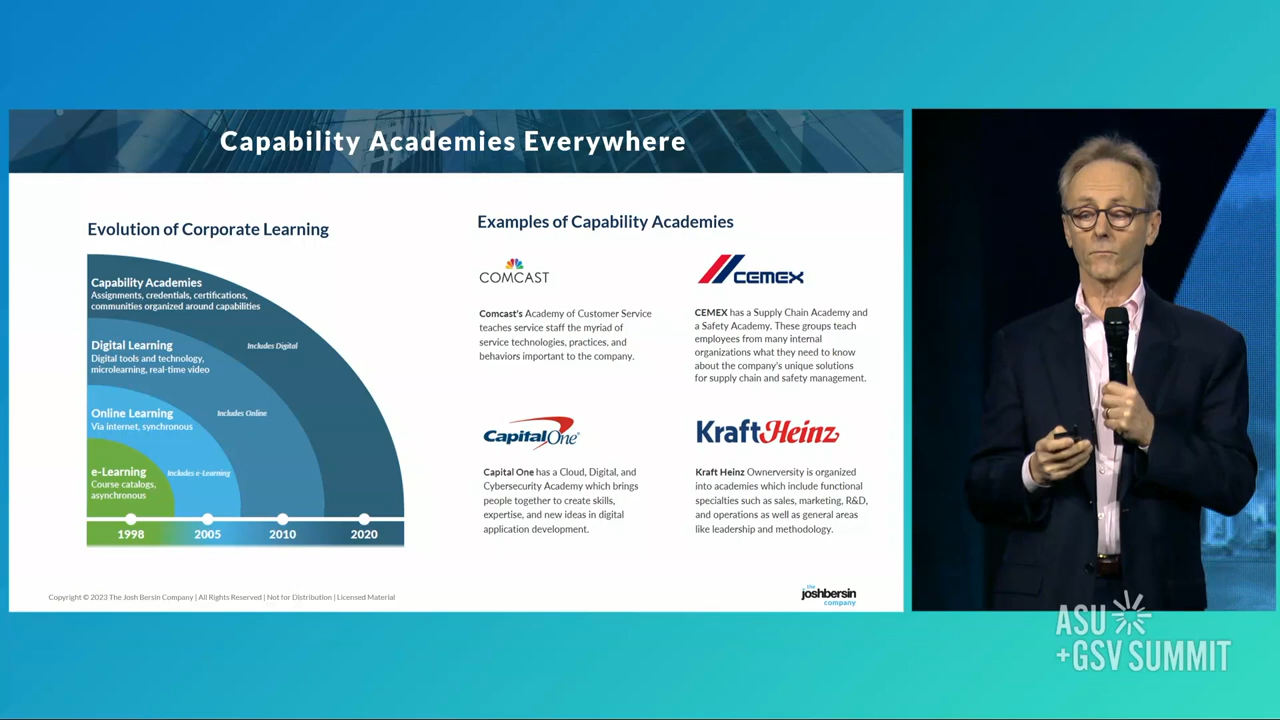 Capability Academies Everywhere
Evolution of Corporate Learning
Capability Academies
Assignments, credentials, certifications,
communities organized around capabilities
Digital Learning
Digital tools and technology,
microlearning, real-time video
Includes Digital
Online Learning
Via internet, synchronous
Includes Online
e-Learning
Course catalogs,
asynchronous
Includes e-Learning
1998
2005
2010
2020
Examples of Capability Academies
COMCAST
Comcast's Academy of Customer Service
teaches service staff the myriad of
service technologies, practices, and
behaviors important to the company.
CEMEX
CEMEX has a Supply Chain Academy and
a Safety Academy. These groups teach
employees from many internal
organizations what they need to know
about the company's unique solutions
for supply chain and safety management.
Capital One
Capital One has a Cloud, Digital, and
Cybersecurity Academy which brings
people together to create skills,
expertise, and new ideas in digital
application development.
Kraft Heinz
Kraft Heinz Ownerversity is organized
into academies which include functional
specialties such as sales, marketing, R&D,
and operations as well as general areas
like leadership and methodology.
Copyright © 2023 The Josh Bersin Company | All Rights Reserved | Not for Distribution | Licensed Material
the
joshbersin
company
ASU
+GSV SUMMIT